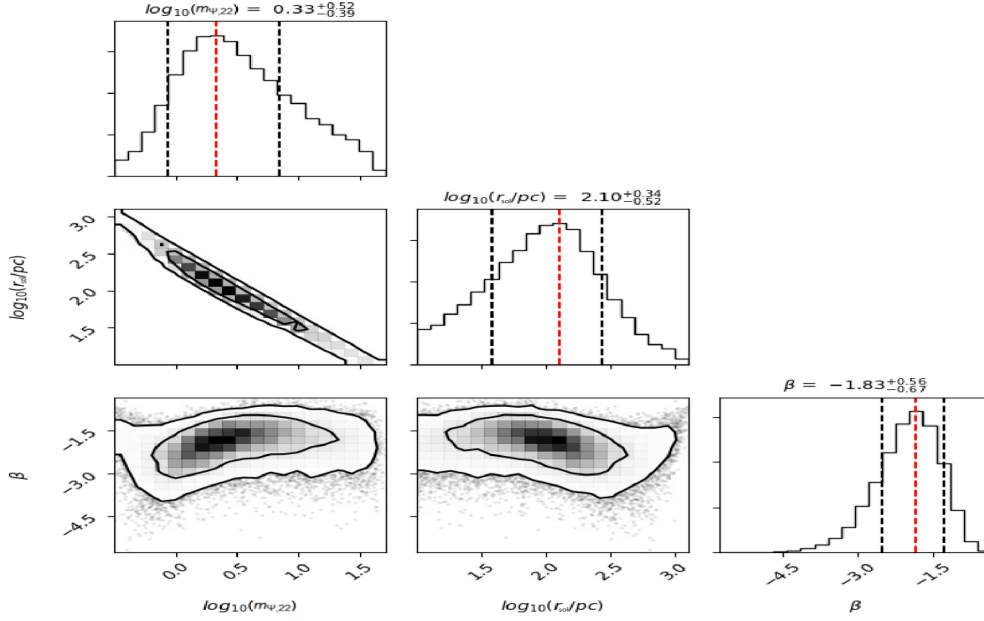 log₁₀(mΨ,₂₂) = 0.33+0.52−0.39
log₁₀(rsol/pc) = 2.10+0.34−0.52
log₁₀(rsol/pc)
3.0
2.5
2.0
1.5
β = −1.83+0.56−0.67
β
−1.5
−3.0
−4.5
0.0 0.5 1.0 1.5
1.5 2.0 2.5 3.0
−4.5 −3.0 −1.5
log₁₀(mΨ,₂₂) log₁₀(rsol/pc) β